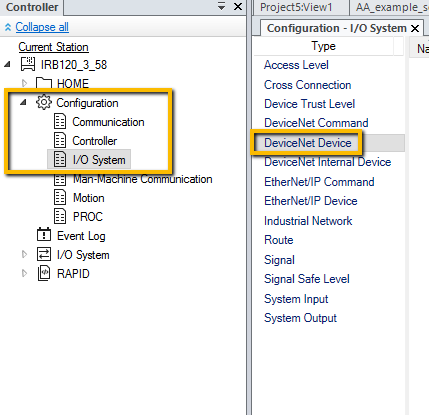 Controller
Collapse all
Current Station
IRB120_3_58
HOME
Configuration
Communication
Controller
I/O System
Man-Machine Communication
Motion
PROC
Event Log
I/O System
RAPID
Project5:View1
AA_example_s
Configuration - I/O System
Type
Na
Access Level
Cross Connection
Device Trust Level
DeviceNet Command
DeviceNet Device
DeviceNet Internal Device
EtherNet/IP Command
EtherNet/IP Device
Industrial Network
Route
Signal
Signal Safe Level
System Input
System Output